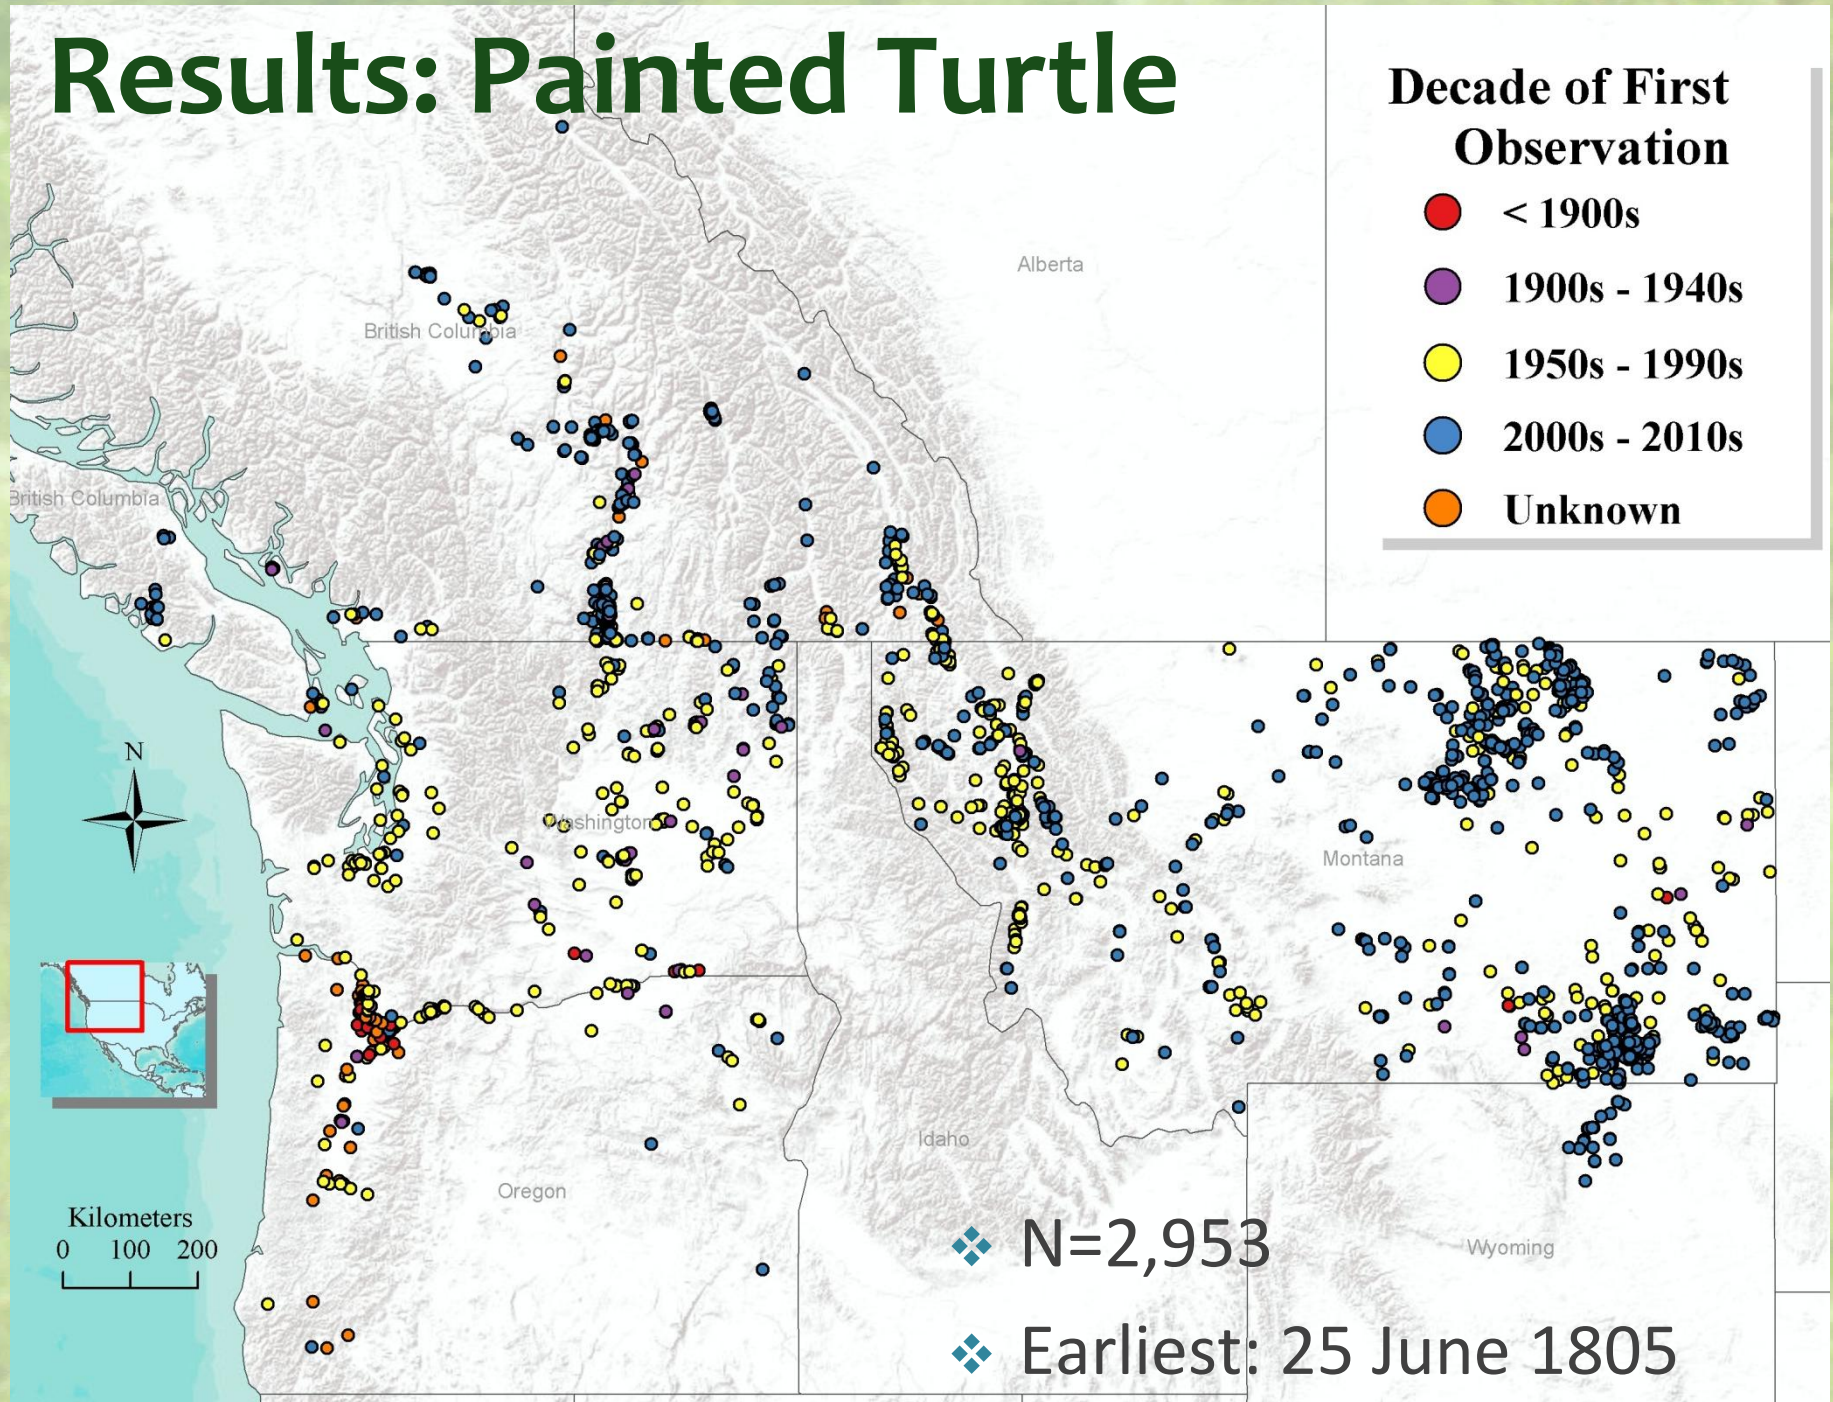 Results: Painted Turtle
Decade of First
Observation
< 1900s
1900s - 1940s
1950s - 1990s
2000s - 2010s
Unknown
Alberta
British Columbia
British Columbia
N
Washington
Montana
Idaho
Oregon
Wyoming
Kilometers
0 100 200
❖ N=2,953
❖ Earliest: 25 June 1805